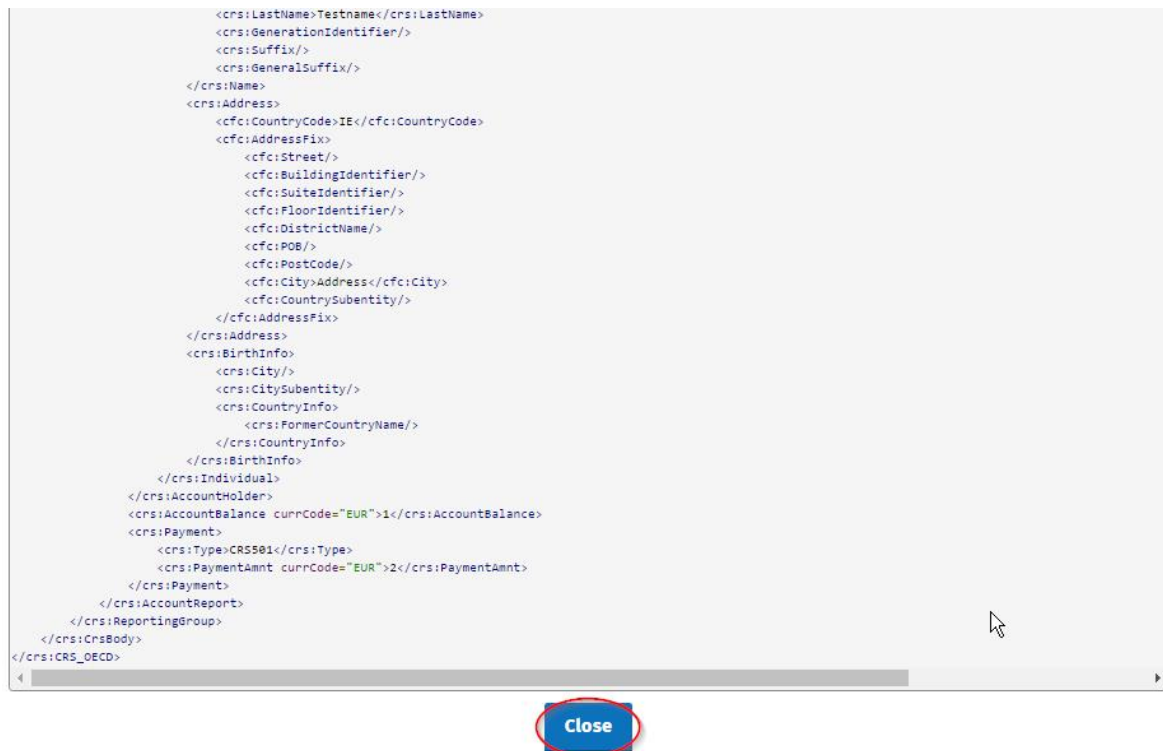 <crs:LastName>Testname</crs:LastName>
<crs:GenerationIdentifier/>
<crs:Suffix/>
<crs:GeneralSuffix/>
</crs:Name>
<crs:Address>
<cfc:CountryCode>IE</cfc:CountryCode>
<cfc:AddressFix>
<cfc:Street/>
<cfc:BuildingIdentifier/>
<cfc:SuiteIdentifier/>
<cfc:FloorIdentifier/>
<cfc:DistrictName/>
<cfc:POB/>
<cfc:PostCode/>
<cfc:City>Address</cfc:City>
<cfc:CountrySubentity/>
</cfc:AddressFix>
</crs:Address>
<crs:BirthInfo>
<crs:City/>
<crs:CitySubentity/>
<crs:CountryInfo>
<crs:FormerCountryName/>
</crs:CountryInfo>
</crs:BirthInfo>
</crs:Individual>
</crs:AccountHolder>
<crs:AccountBalance currCode="EUR">1</crs:AccountBalance>
<crs:Payment>
<crs:Type>CRS501</crs:Type>
<crs:PaymentAmnt currCode="EUR">2</crs:PaymentAmnt>
</crs:Payment>
</crs:AccountReport>
</crs:ReportingGroup>
</crs:CrsBody>
</crs:CRS_OECD>
Close